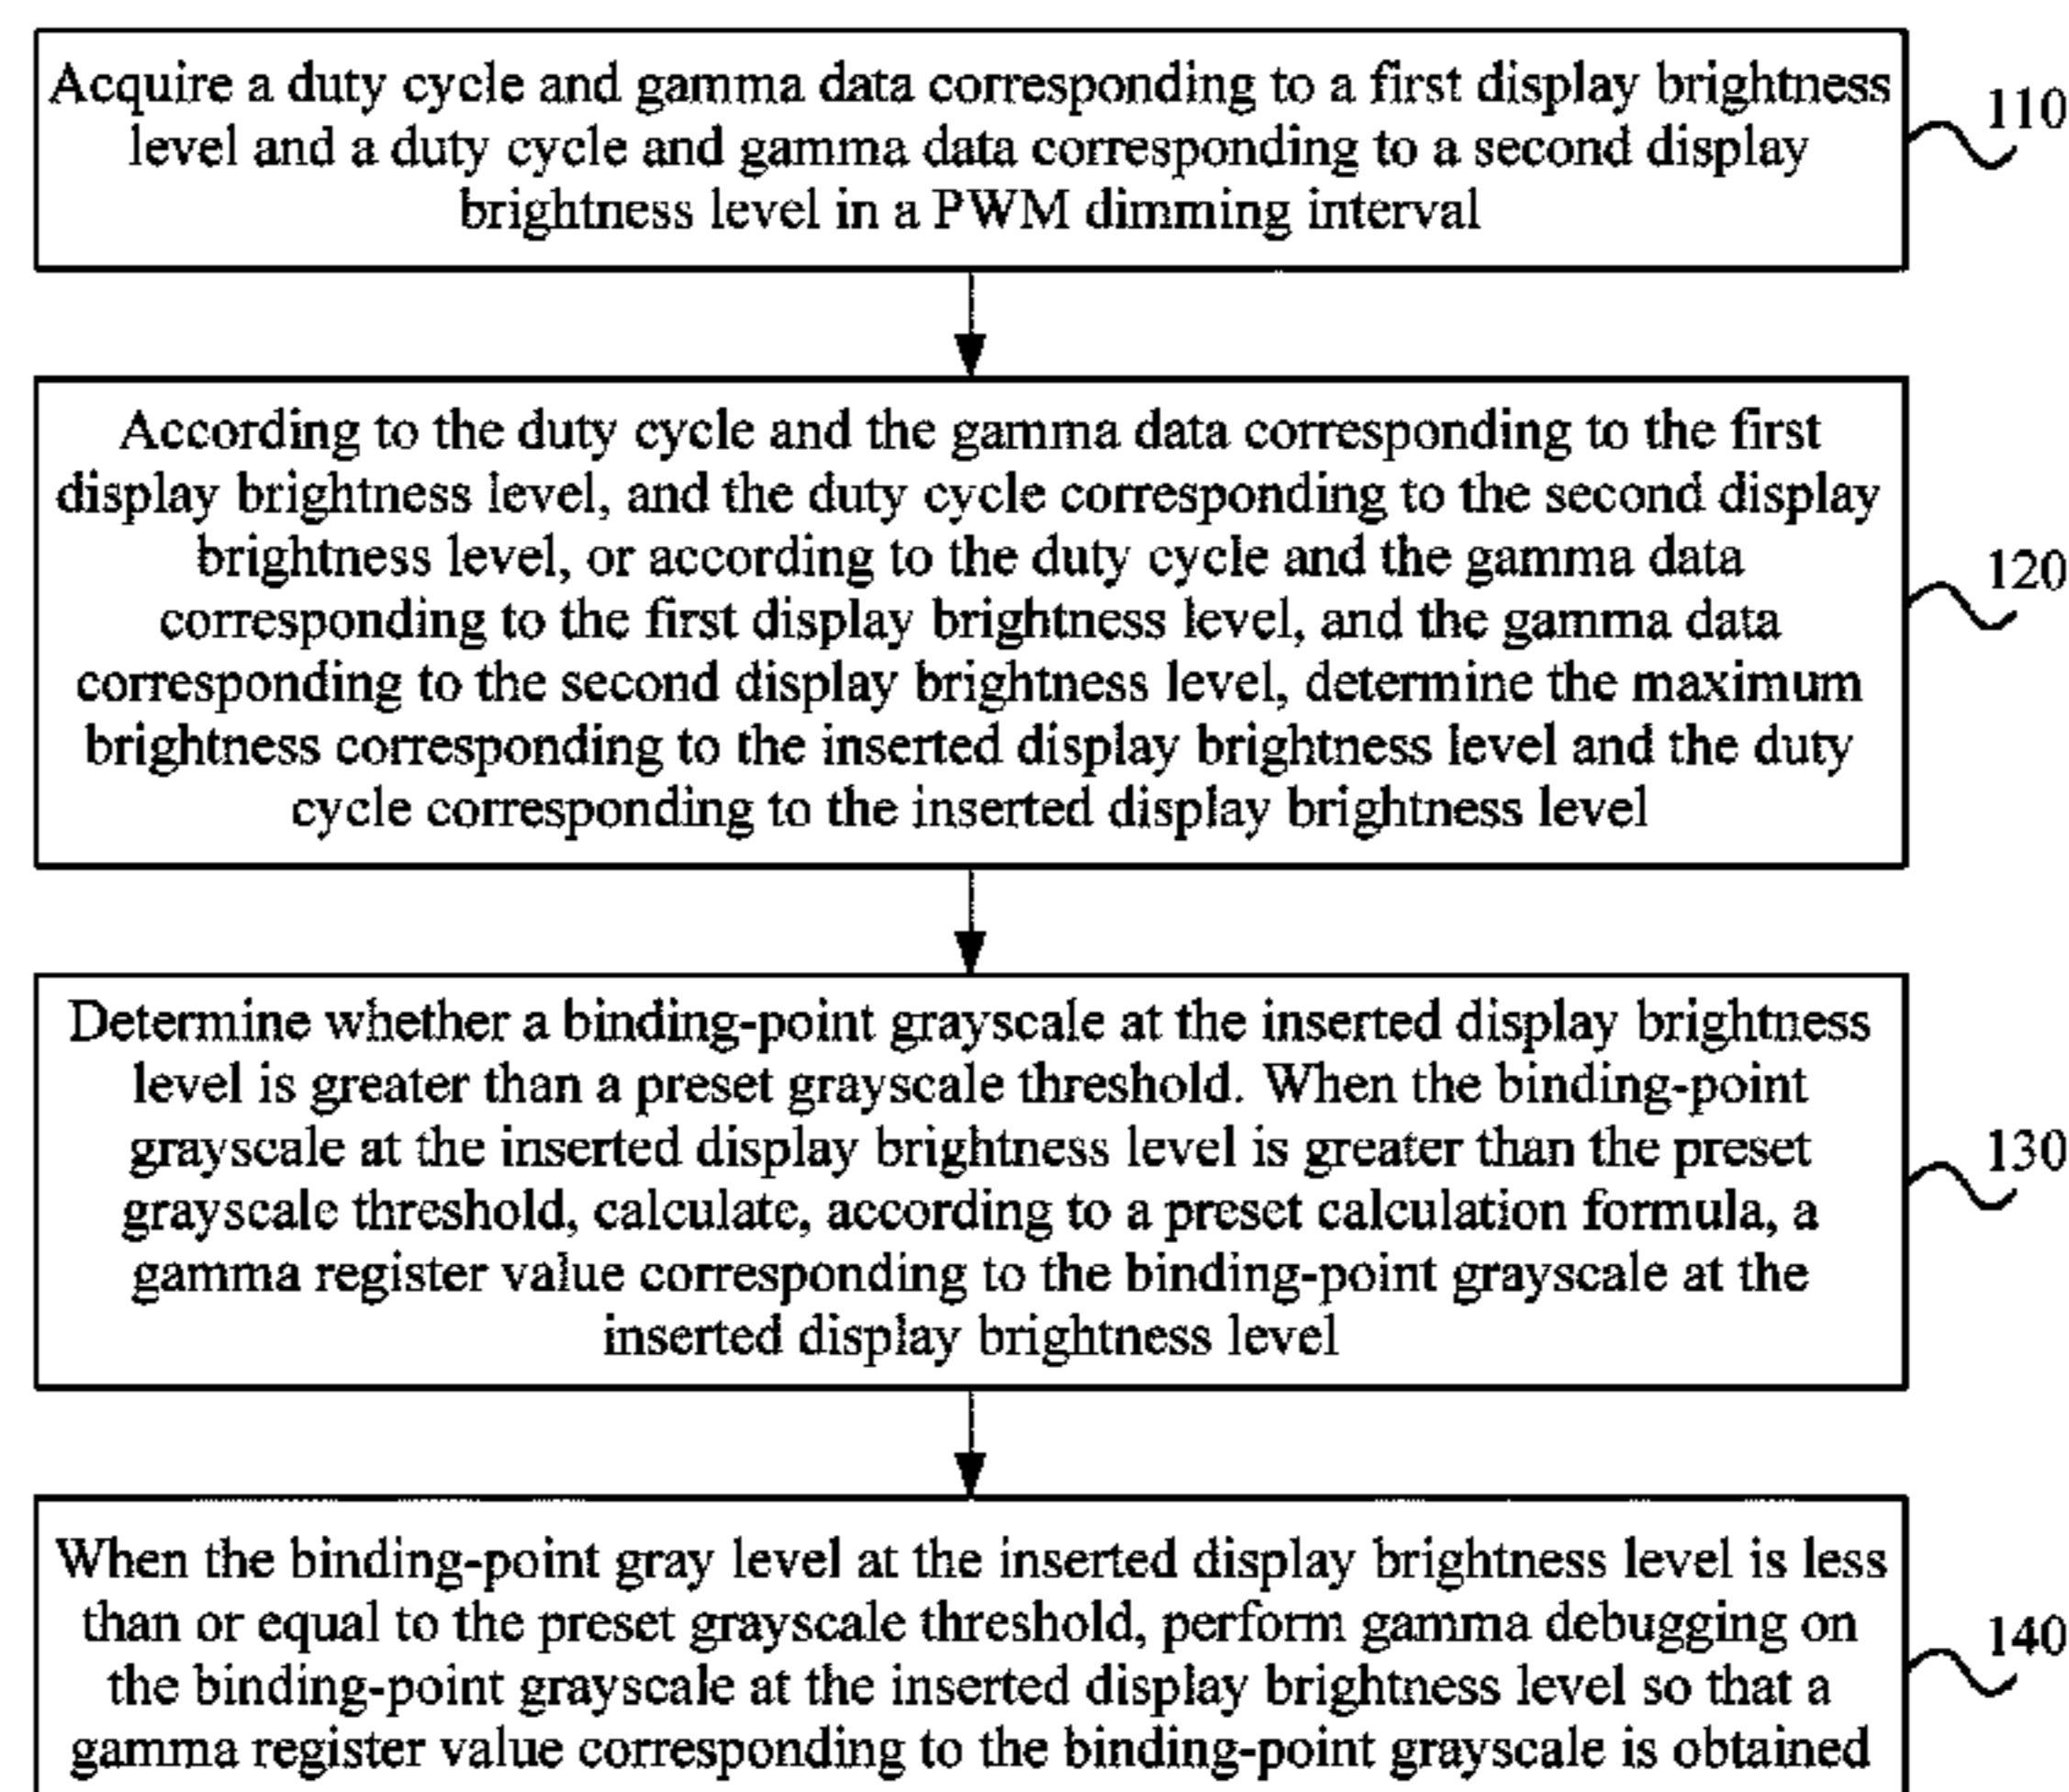 Acquire a duty cycle and gamma data corresponding to a first display brightness
level and a duty cycle and gamma data corresponding to a second display
brightness level in a PWM dimming interval
110
According to the duty cycle and the gamma data corresponding to the first
display brightness level, and the duty cycle corresponding to the second display
brightness level, or according to the duty cycle and the gamma data
corresponding to the first display brightness level, and the gamma data
corresponding to the second display brightness level, determine the maximum
brightness corresponding to the inserted display brightness level and the duty
cycle corresponding to the inserted display brightness level
120
Determine whether a binding-point grayscale at the inserted display brightness
level is greater than a preset grayscale threshold. When the binding-point
grayscale at the inserted display brightness level is greater than the preset
grayscale threshold, calculate, according to a preset calculation formula, a
gamma register value corresponding to the binding-point grayscale at the
inserted display brightness level
130
When the binding-point gray level at the inserted display brightness level is less
than or equal to the preset grayscale threshold, perform gamma debugging on
the binding-point grayscale at the inserted display brightness level so that a
gamma register value corresponding to the binding-point grayscale is obtained
140